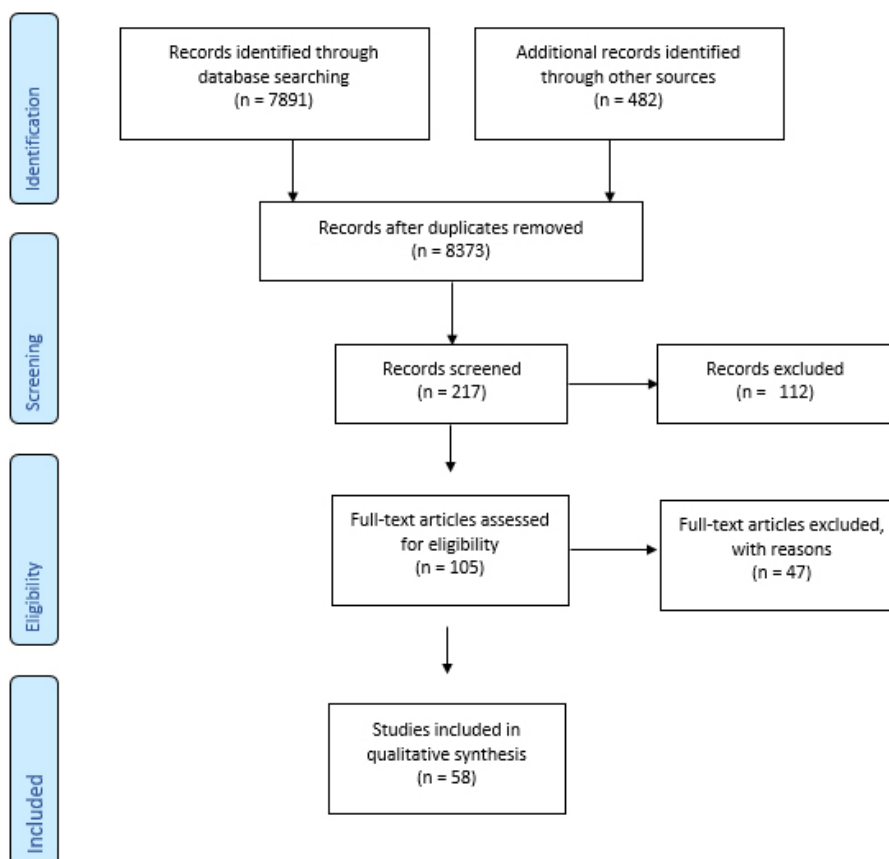 Identification
Records identified through
database searching
(n = 7891)
Additional records identified
through other sources
(n = 482)
Records after duplicates removed
(n = 8373)
Screening
Records screened
(n = 217)
Records excluded
(n = 112)
Eligibility
Full-text articles assessed
for eligibility
(n = 105)
Full-text articles excluded,
with reasons
(n = 47)
Included
Studies included in
qualitative synthesis
(n = 58)